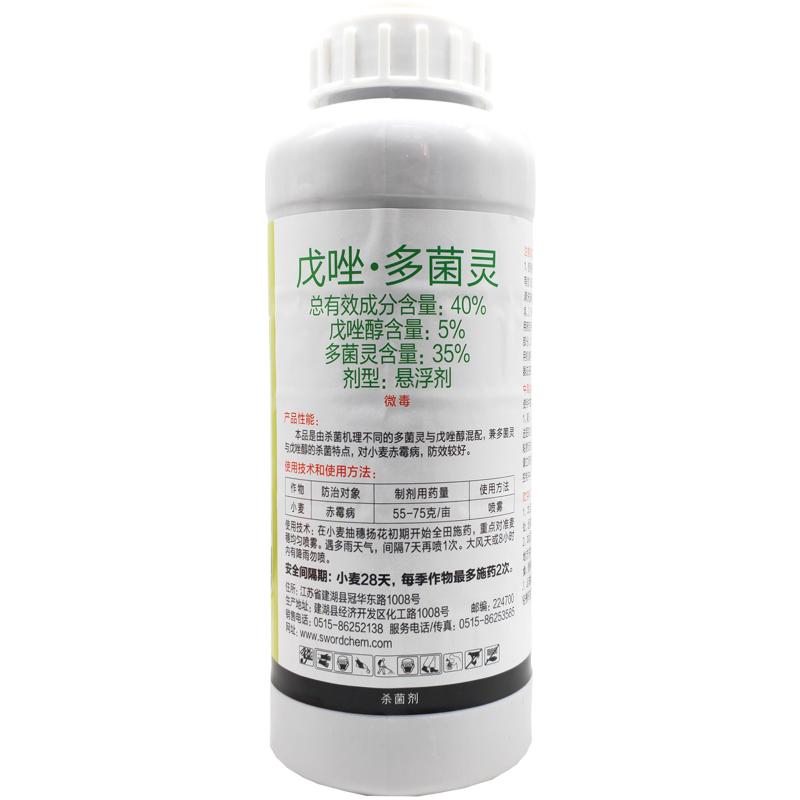 戊唑·多菌灵
总有效成分含量：40%
戊唑醇含量：5%
多菌灵含量：35%
剂型：悬浮剂
微毒
产品性能：
本品是由杀菌机理不同的多菌灵与戊唑醇混配，兼多菌灵
与戊唑醇的杀菌特点，对小麦赤霉病，防效较好。
使用技术和使用方法：
作物 防治对象 制剂用药量 使用方法
小麦 赤霉病 55-75克/亩 喷雾
使用技术：在小麦抽穗扬花初期开始全田施药，重点对准麦
穗均匀喷雾。遇多雨天气，间隔7天再喷1次。大风天或8小时
内有降雨勿喷。
安全间隔期：小麦28天，每季作物最多施药2次。
住所：江苏省建湖县冠华东路1008号
生产地址：建湖县经济开发区化工路1008号 邮编：224700
销售电话：0515-86252138 服务电话/传真：0515-86253585
网址：www.swordchem.com
杀菌剂